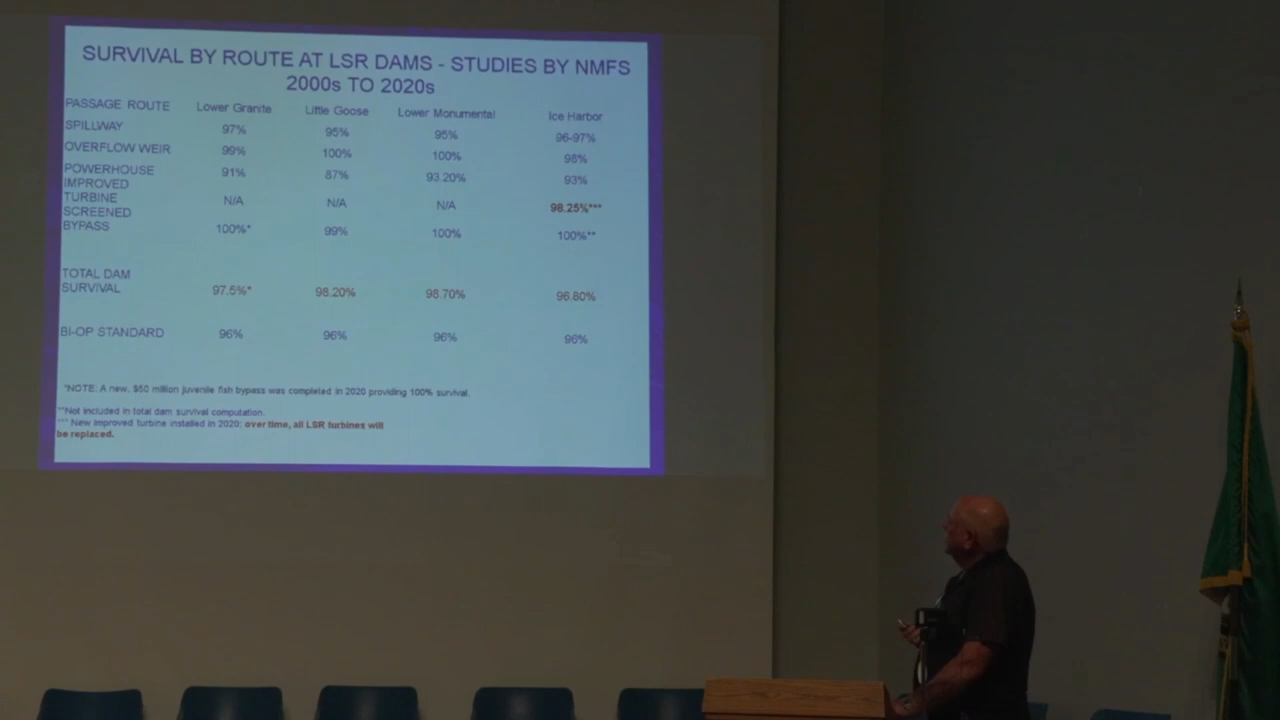 SURVIVAL BY ROUTE AT LSR DAMS - STUDIES BY NMFS
2000s TO 2020s
PASSAGE ROUTE Lower Granite Little Goose Lower Monumental Ice Harbor
SPILLWAY 97% 95% 95% 96-97%
OVERFLOW WEIR 99% 100% 100% 98%
POWERHOUSE 91% 87% 93.20% 93%
IMPROVED
TURBINE N/A N/A N/A 98.25%***
SCREENED
BYPASS 100%* 99% 100% 100%**
TOTAL DAM
SURVIVAL 97.5%* 98.20% 98.70% 96.80%
BI-OP STANDARD 96% 96% 96% 96%
*NOTE: A new, $50 million juvenile fish bypass was completed in 2020 providing 100% survival.
**Not included in total dam survival computation.
*** New improved turbine installed in 2020; over time, all LSR turbines will
be replaced.